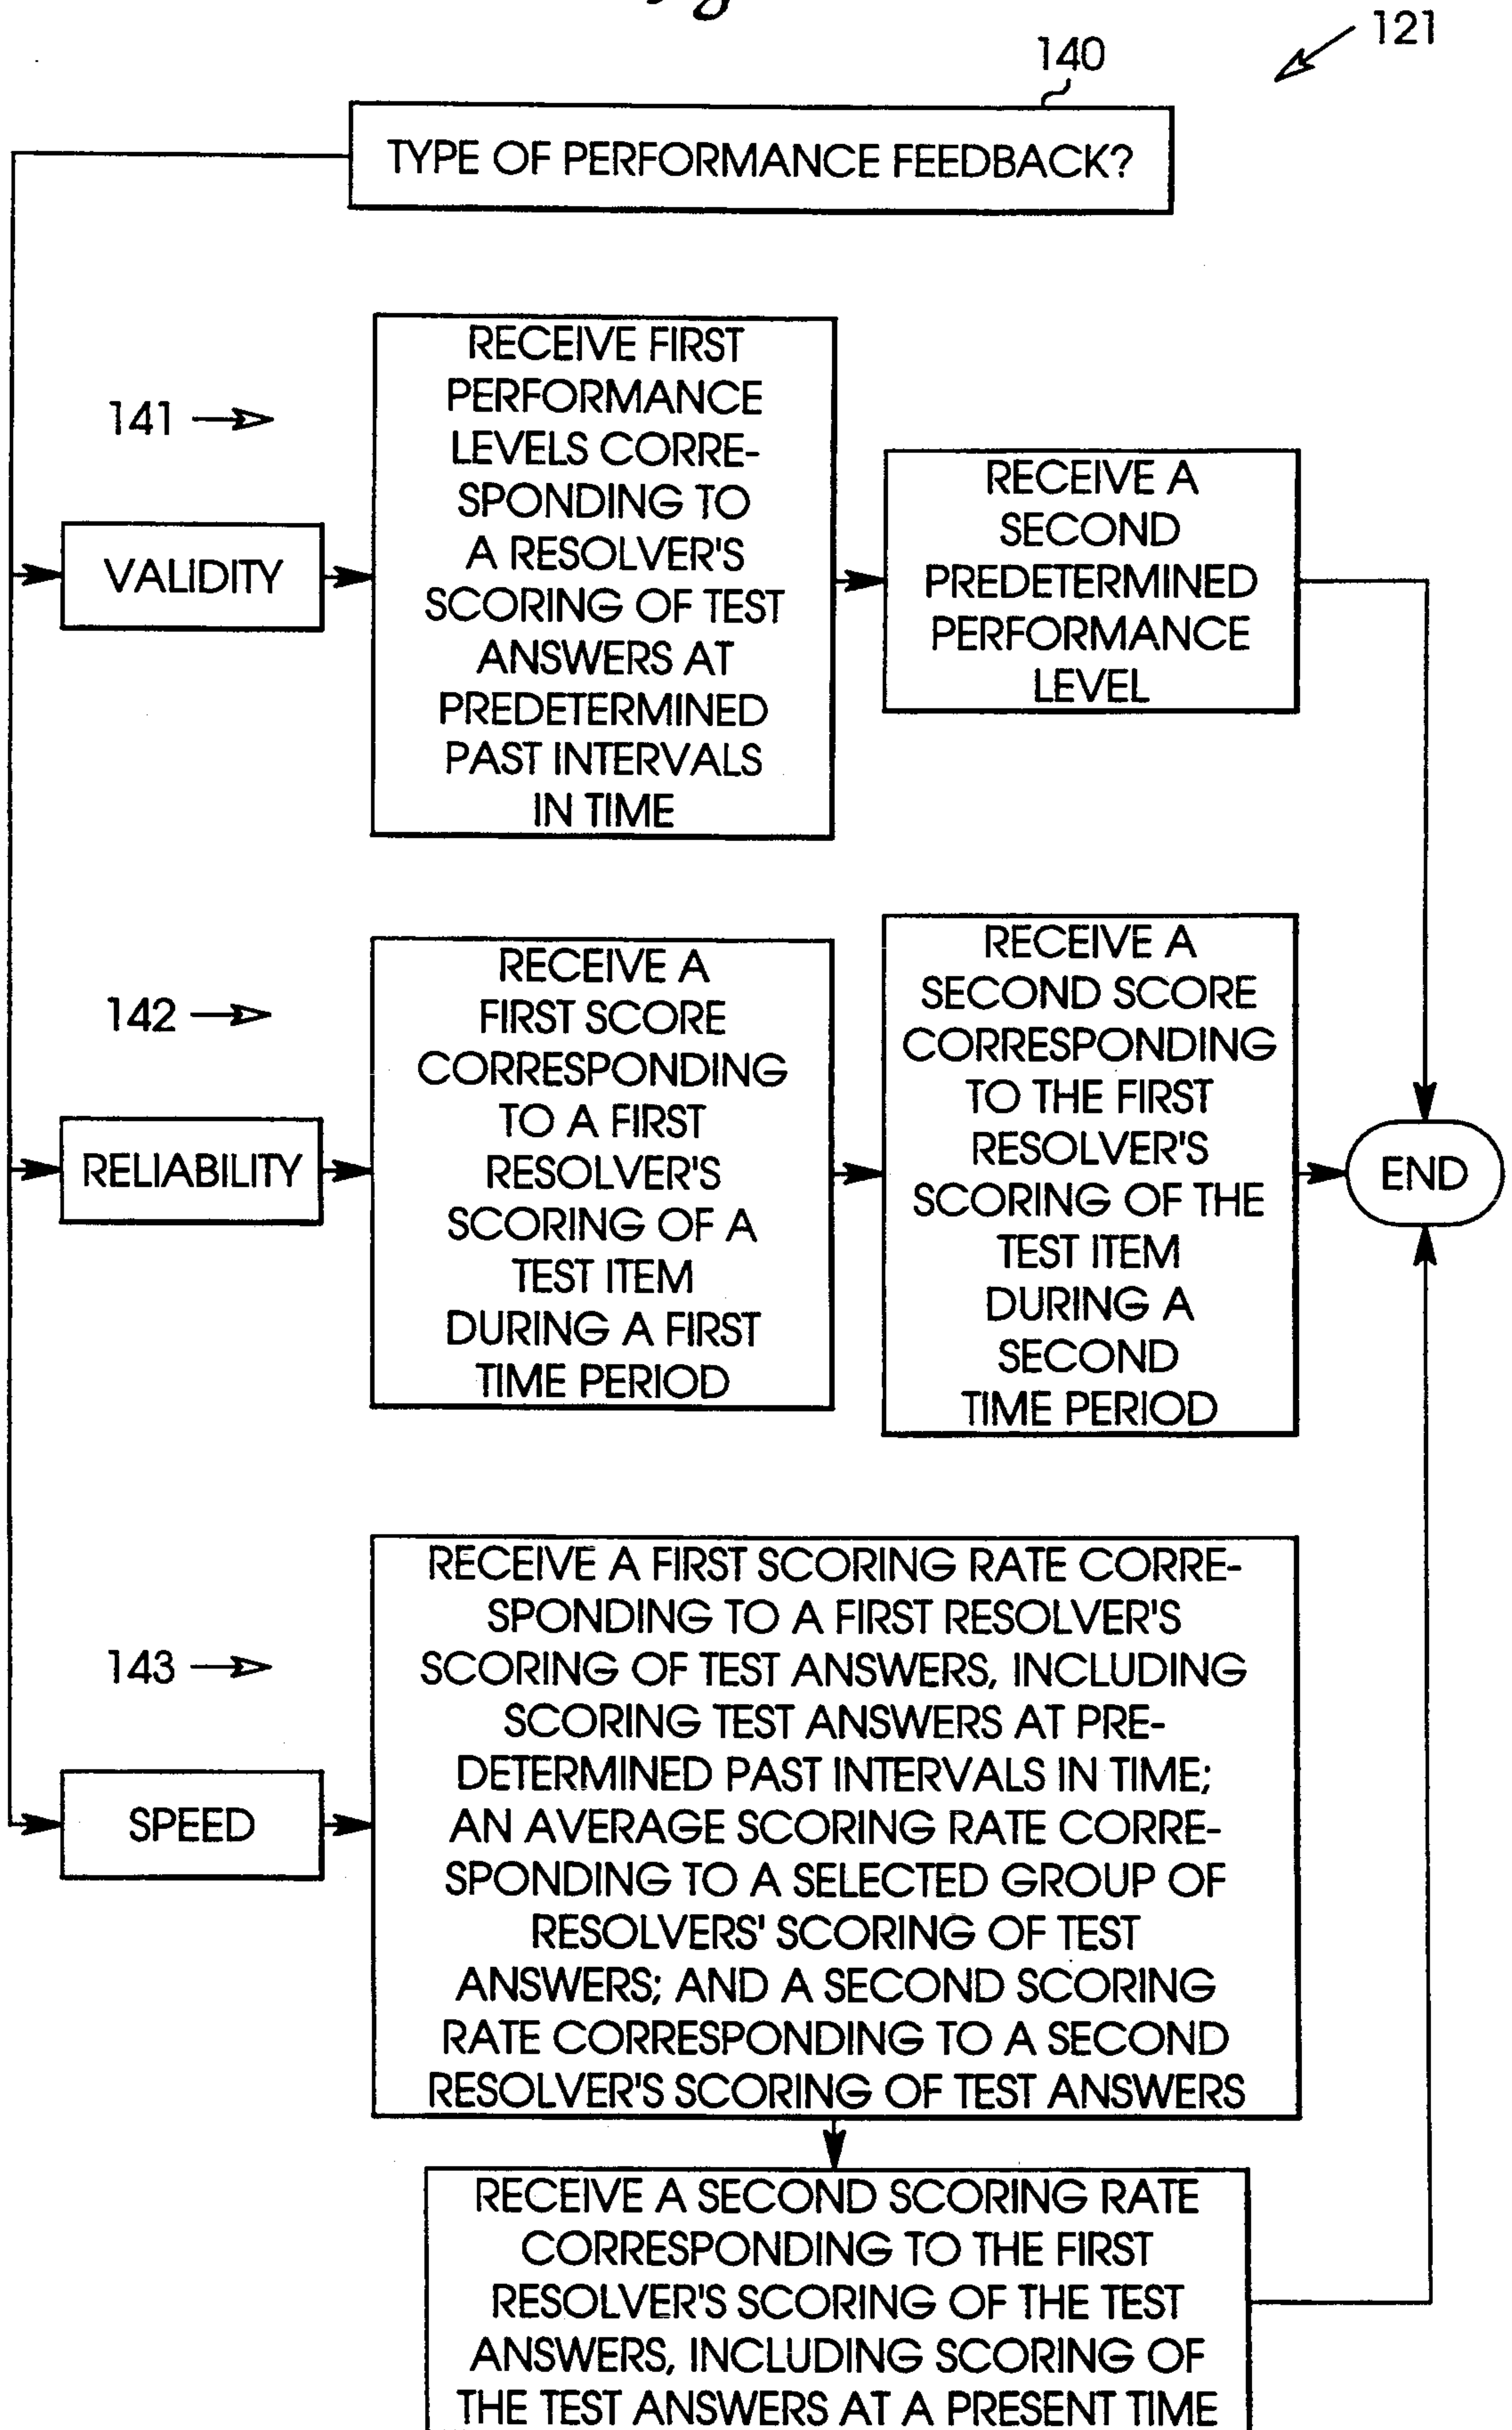 121
140
TYPE OF PERFORMANCE FEEDBACK?
141
VALIDITY
RECEIVE FIRST
PERFORMANCE
LEVELS CORRE-
SPONDING TO
A RESOLVER'S
SCORING OF TEST
ANSWERS AT
PREDETERMINED
PAST INTERVALS
IN TIME
RECEIVE A
SECOND
PREDETERMINED
PERFORMANCE
LEVEL
142
RELIABILITY
RECEIVE A
FIRST SCORE
CORRESPONDING
TO A FIRST
RESOLVER'S
SCORING OF A
TEST ITEM
DURING A FIRST
TIME PERIOD
RECEIVE A
SECOND SCORE
CORRESPONDING
TO THE FIRST
RESOLVER'S
SCORING OF THE
TEST ITEM
DURING A
SECOND
TIME PERIOD
END
143
SPEED
RECEIVE A FIRST SCORING RATE CORRE-
SPONDING TO A FIRST RESOLVER'S
SCORING OF TEST ANSWERS, INCLUDING
SCORING TEST ANSWERS AT PRE-
DETERMINED PAST INTERVALS IN TIME;
AN AVERAGE SCORING RATE CORRE-
SPONDING TO A SELECTED GROUP OF
RESOLVERS' SCORING OF TEST
ANSWERS; AND A SECOND SCORING
RATE CORRESPONDING TO A SECOND
RESOLVER'S SCORING OF TEST ANSWERS
RECEIVE A SECOND SCORING RATE
CORRESPONDING TO THE FIRST
RESOLVER'S SCORING OF THE TEST
ANSWERS, INCLUDING SCORING OF
THE TEST ANSWERS AT A PRESENT TIME